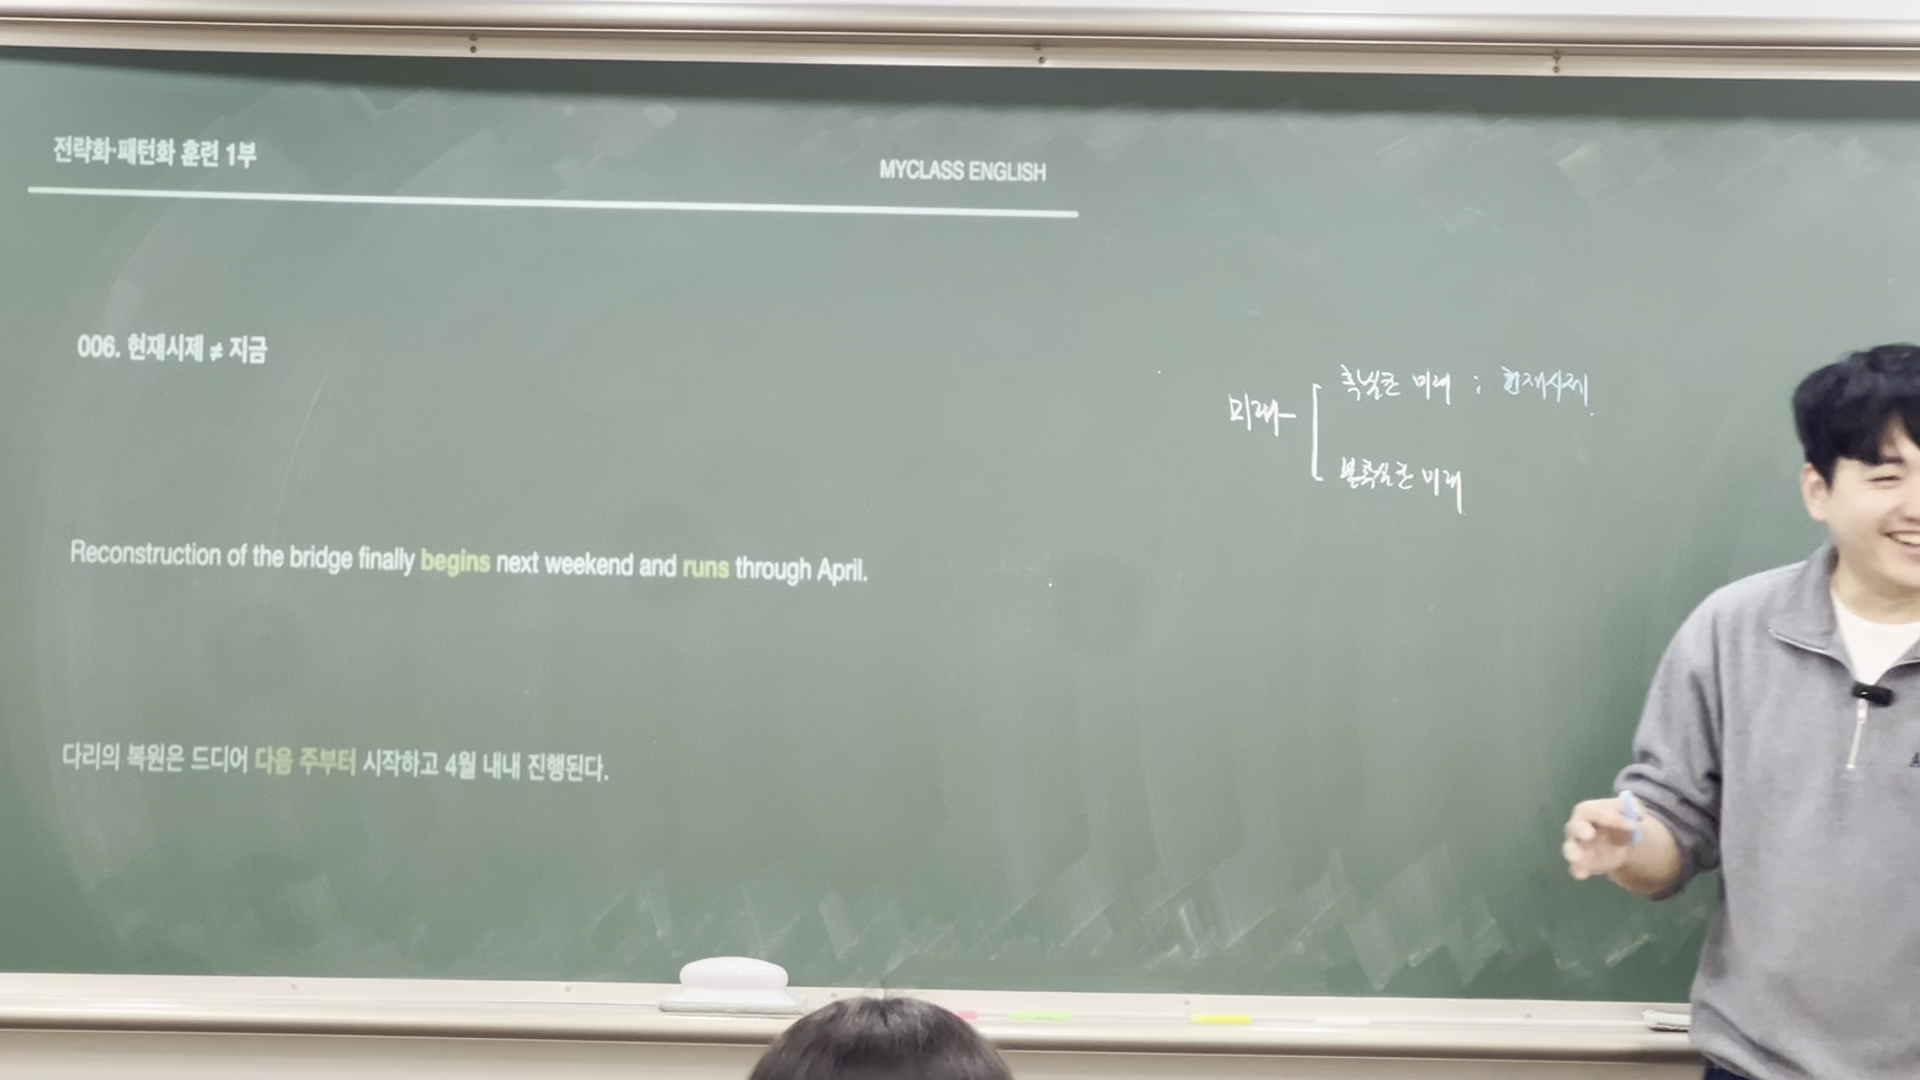 전략화·패턴화 훈련 1부
MYCLASS ENGLISH
006. 현재시제 ≠ 지금
미래
확실한 미래 : 현재시제.
불확실한 미래
Reconstruction of the bridge finally begins next weekend and runs through April.
다리의 복원은 드디어 다음 주부터 시작하고 4월 내내 진행된다.